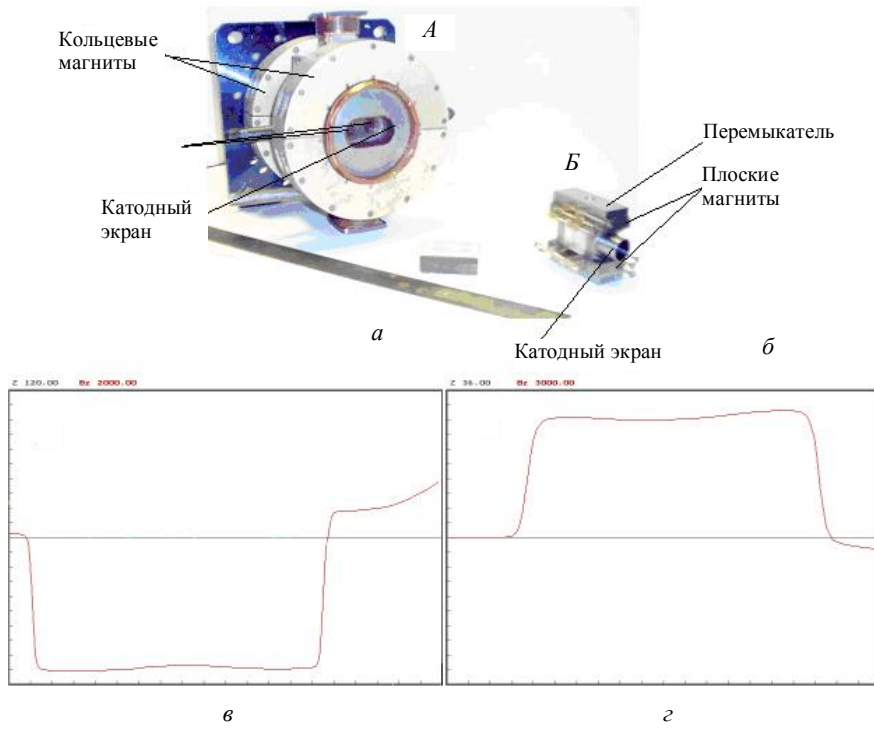 А
Кольцевые
магниты
Катодный
экран
Б
Перемыкатель
Плоские
магниты
Катодный экран
а
б
Z 120.00 Bz 2000.00
Z 36.00 Bz 3000.00
в
г